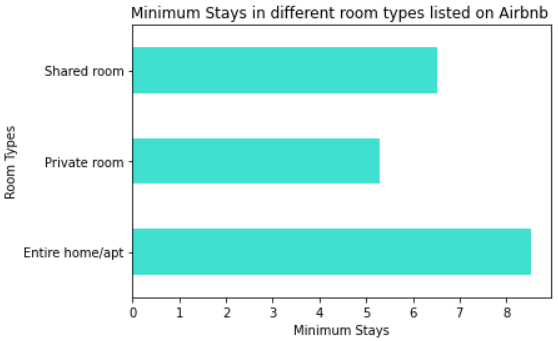 Minimum Stays in different room types listed on Airbnb
Room Types
Shared room
Private room
Entire home/apt
0 1 2 3 4 5 6 7 8
Minimum Stays